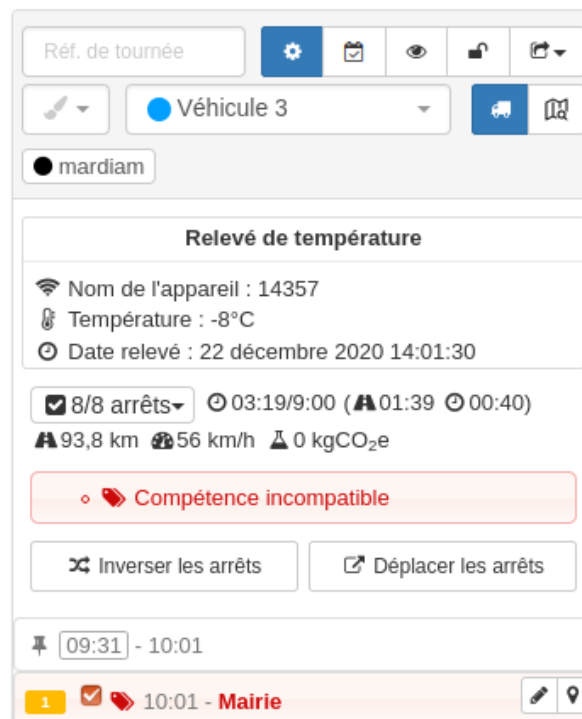 Réf. de tournée
Véhicule 3
mardiam
Relevé de température
Nom de l'appareil : 14357
Température : -8°C
Date relevé : 22 décembre 2020 14:01:30
8/8 arrêts 03:19/9:00 (01:39 00:40)
93,8 km 56 km/h 0 kgCO₂e
Compétence incompatible
Inverser les arrêts Déplacer les arrêts
09:31 - 10:01
1 10:01 - Mairie